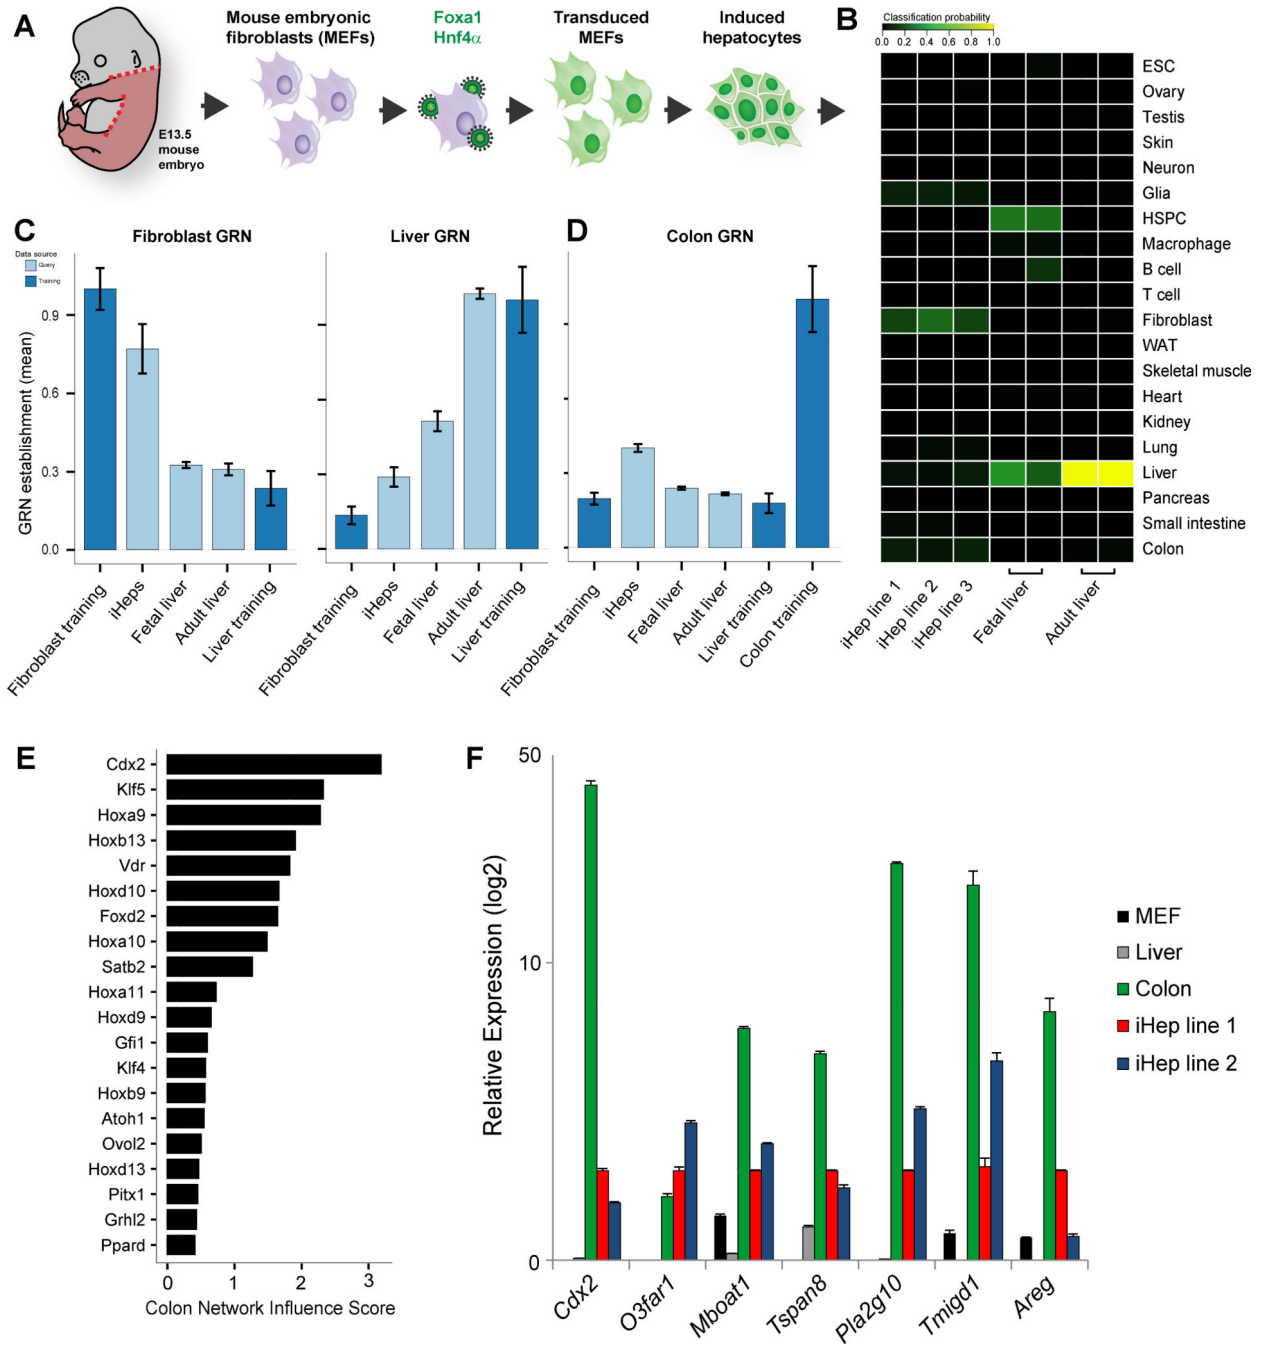 A
Mouse embryonic
fibroblasts (MEFs)
Foxa1
Hnf4α
Transduced
MEFs
Induced
hepatocytes
E13.5
mouse
embryo
B
Classification probability
0.0 0.2 0.4 0.6 0.8 1.0
ESC
Ovary
Testis
Skin
Neuron
Glia
HSPC
Macrophage
B cell
T cell
Fibroblast
WAT
Skeletal muscle
Heart
Kidney
Lung
Liver
Pancreas
Small intestine
Colon
iHep line 1
iHep line 2
iHep line 3
Fetal liver
Adult liver
C
Fibroblast GRN
Liver GRN
Data source
Query
Training
GRN establishment (mean)
0.9
0.6
0.3
0.0
Fibroblast training
iHeps
Fetal liver
Adult liver
Liver training
Fibroblast training
iHeps
Fetal liver
Adult liver
Liver training
D
Colon GRN
Fibroblast training
iHeps
Fetal liver
Adult liver
Liver training
Colon training
E
Cdx2
Klf5
Hoxa9
Hoxb13
Vdr
Hoxd10
Foxd2
Hoxa10
Satb2
Hoxa11
Hoxd9
Gfi1
Klf4
Hoxb9
Atoh1
Ovol2
Hoxd13
Pitx1
Grhl2
Ppard
0 1 2 3
Colon Network Influence Score
F
Relative Expression (log2)
50
10
0
Cdx2
O3far1
Mboat1
Tspan8
Pla2g10
Tmigd1
Areg
MEF
Liver
Colon
iHep line 1
iHep line 2